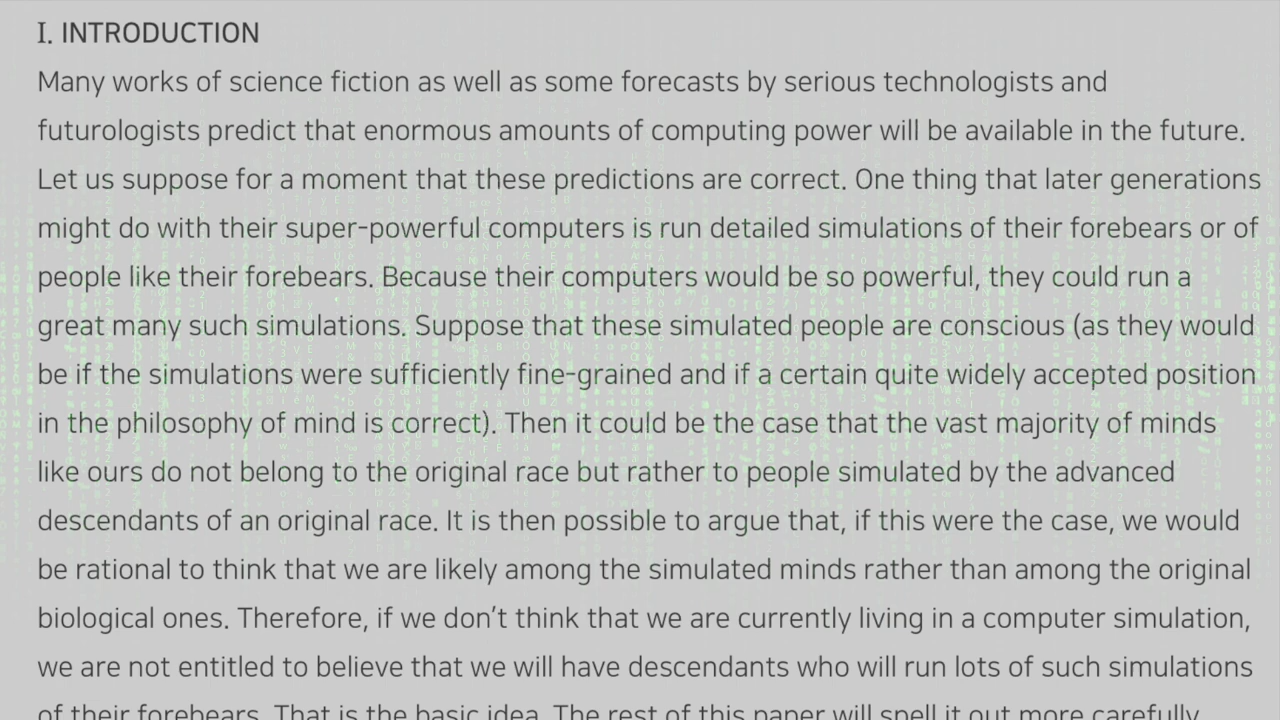 I. INTRODUCTION
Many works of science fiction as well as some forecasts by serious technologists and
futurologists predict that enormous amounts of computing power will be available in the future.
Let us suppose for a moment that these predictions are correct. One thing that later generations
might do with their super-powerful computers is run detailed simulations of their forebears or of
people like their forebears. Because their computers would be so powerful, they could run a
great many such simulations. Suppose that these simulated people are conscious (as they would
be if the simulations were sufficiently fine-grained and if a certain quite widely accepted position
in the philosophy of mind is correct). Then it could be the case that the vast majority of minds
like ours do not belong to the original race but rather to people simulated by the advanced
descendants of an original race. It is then possible to argue that, if this were the case, we would
be rational to think that we are likely among the simulated minds rather than among the original
biological ones. Therefore, if we don’t think that we are currently living in a computer simulation,
we are not entitled to believe that we will have descendants who will run lots of such simulations
of their forebears. That is the basic idea. The rest of this paper will spell it out more carefully.